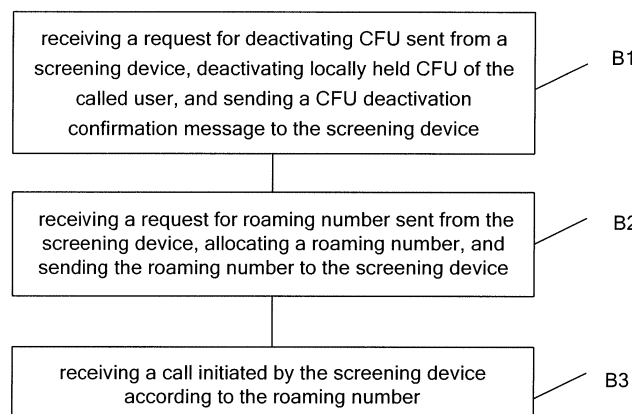 receiving a request for deactivating CFU sent from a
screening device, deactivating locally held CFU of the
called user, and sending a CFU deactivation
confirmation message to the screening device
B1
receiving a request for roaming number sent from the
screening device, allocating a roaming number, and
sending the roaming number to the screening device
B2
receiving a call initiated by the screening device
according to the roaming number
B3